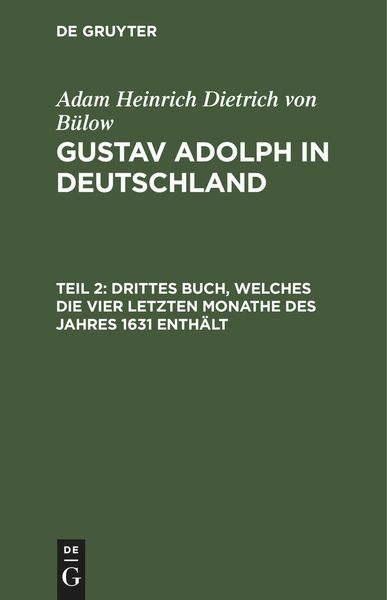 DE GRUYTER
Adam Heinrich Dietrich von
Bülow
GUSTAV ADOLPH IN
DEUTSCHLAND
TEIL 2: DRITTES BUCH, WELCHES
DIE VIER LETZTEN MONATHE DES
JAHRES 1631 ENTHÄLT
DE
G